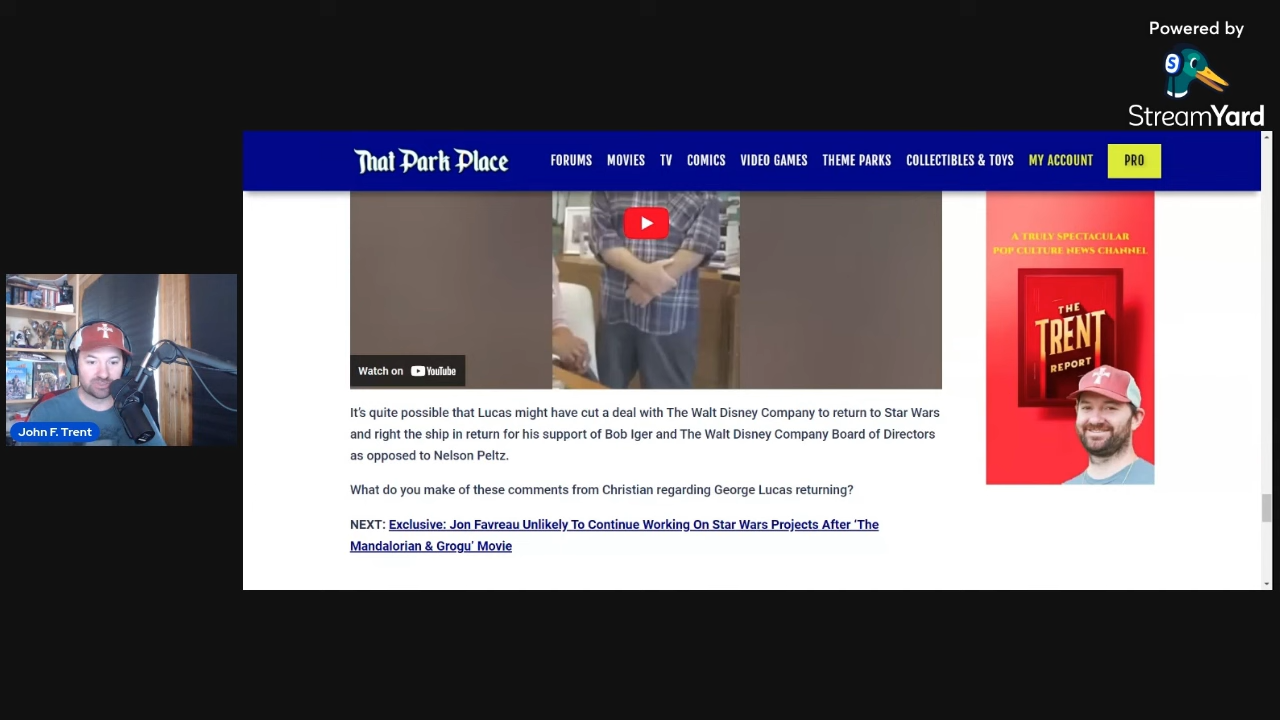 Powered by
S
StreamYard
That Park Place
FORUMS MOVIES TV COMICS VIDEO GAMES THEME PARKS COLLECTIBLES & TOYS MY ACCOUNT PRO
A TRULY SPECTACULAR
POP CULTURE NEWS CHANNEL
THE
TRENT
REPORT
Watch on YouTube
John F. Trent
It's quite possible that Lucas might have cut a deal with The Walt Disney Company to return to Star Wars
and right the ship in return for his support of Bob Iger and The Walt Disney Company Board of Directors
as opposed to Nelson Peltz.
What do you make of these comments from Christian regarding George Lucas returning?
NEXT: Exclusive: Jon Favreau Unlikely To Continue Working On Star Wars Projects After 'The
Mandalorian & Grogu' Movie